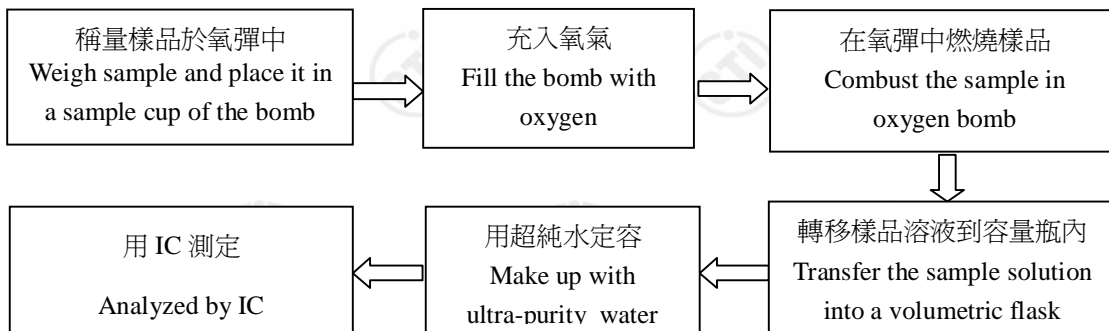 稱量樣品於氧彈中
Weigh sample and place it in
a sample cup of the bomb
充入氧氣
Fill the bomb with
oxygen
在氧彈中燃燒樣品
Combust the sample in
oxygen bomb
轉移樣品溶液到容量瓶內
Transfer the sample solution
into a volumetric flask
用超純水定容
Make up with
ultra-purity water
用 IC 測定
Analyzed by IC